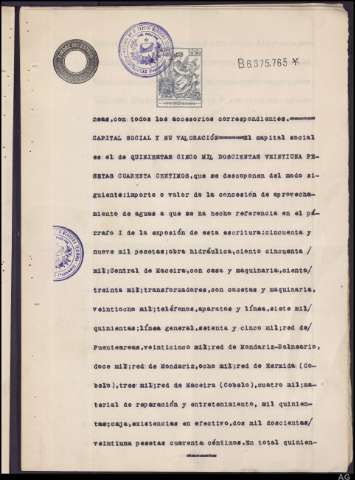 B6375.765 *
neas,con todos los accesorios correspondientes.
CAPITAL SOCIAL Y SU VALORACIÓN El capital social
es el de QUINIENTAS CINCO MIL DOSCIENTAS VEINTIUNA PE
SETAS CUARENTA CENTIMOS, que se descomponen del modo si-
guiente: importe o valor de la concesión de aprovecha-
miento de aguas a que se ha hecho referencia en el pá-
rrafo I de la exposión de esta escritura: cincuenta y
nueve mil pesetas; obra hidráulica, ciento cincuenta /
mil; Central de Maceira, con casa y maquinaria, ciento/
treinta mil; transformadores, con casetas y maquinaria,
veintiocho mil; teléfonos, aparatos y línea, siete mil/
quinientas; línea general, setenta y cinco mil; red de/
Puenteareas, veinticinco mil; red de Mondariz-Balneario,
doce mil; red de Mondariz, ocho mil; red de Hermida (Co-
belo), tres mil; red de Maceira (Cobelo), cuatro mil; ma-
terial de reparación y entretenimiento, mil quinien-
tas; caja, existencias en efectivo, dos mil doscientas/
veintiuna pesetas cuarenta céntimos. En total quinien-
AG